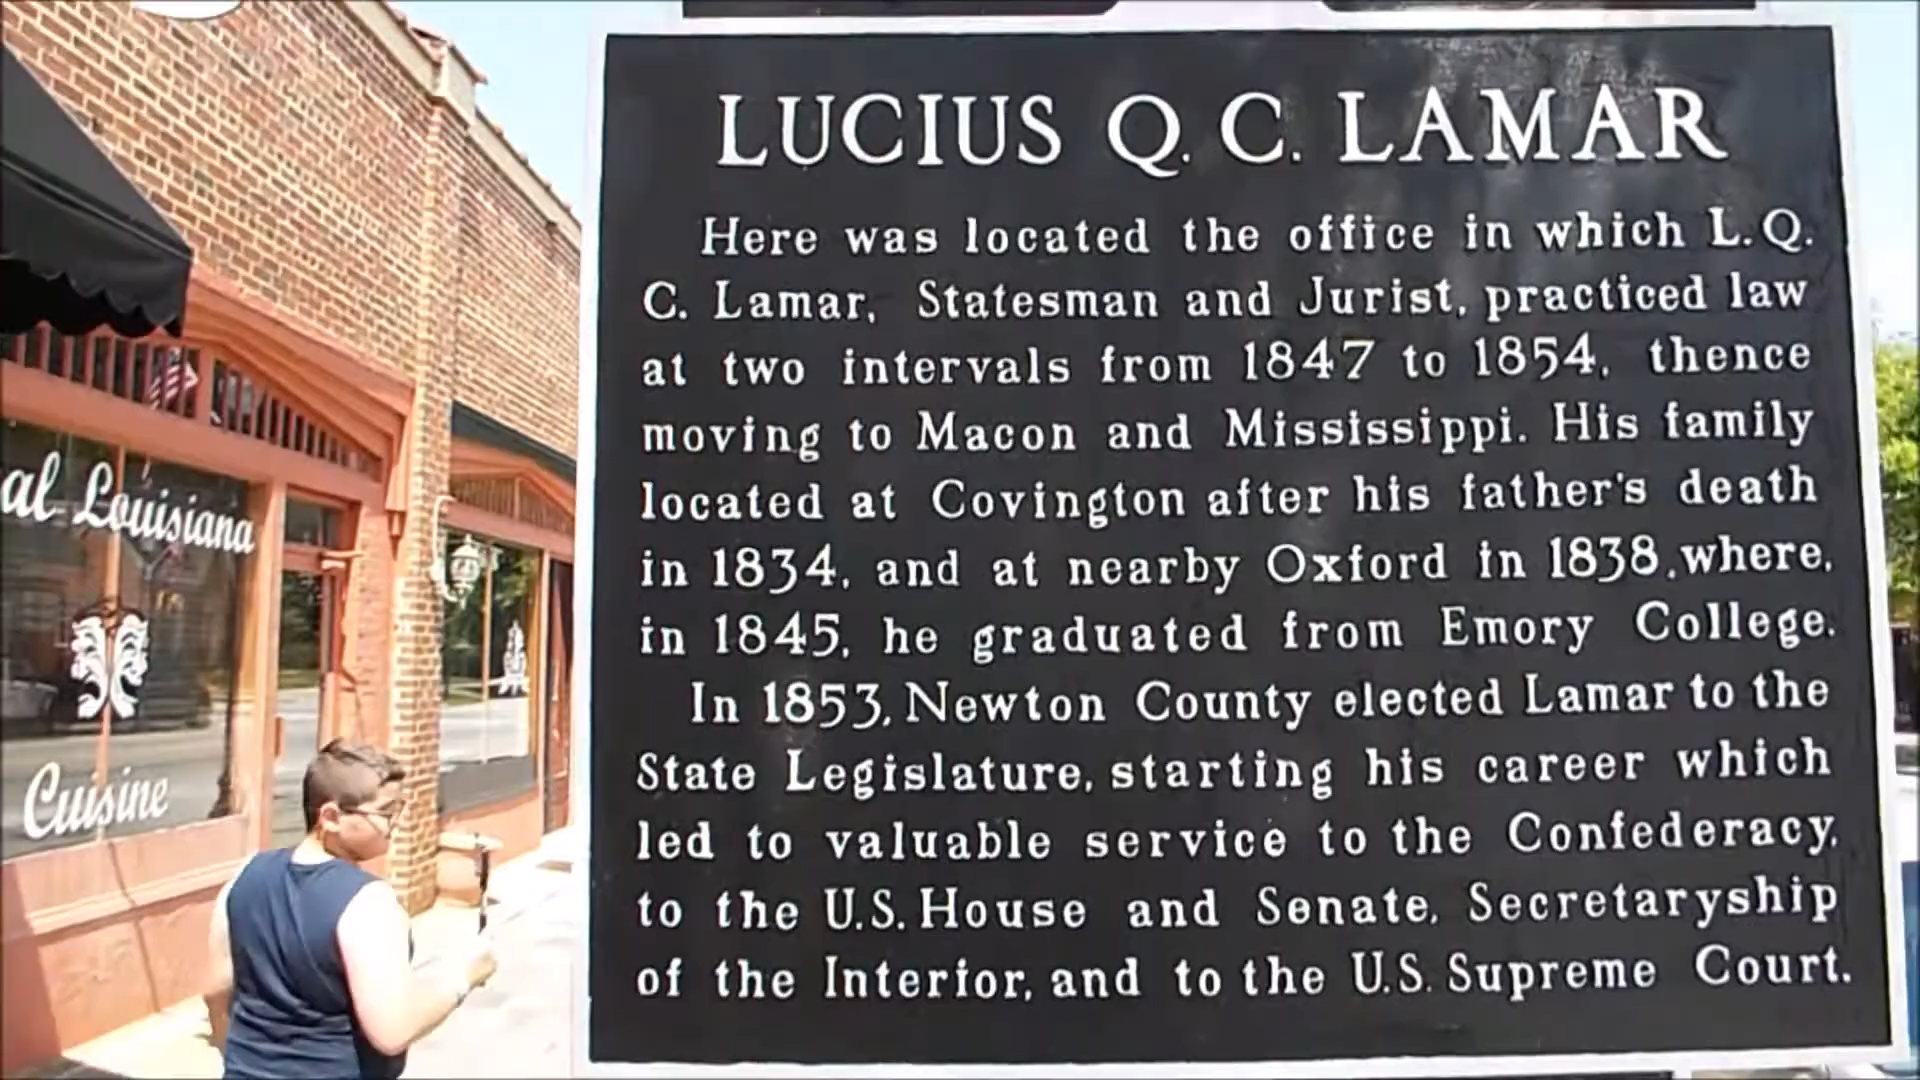 LUCIUS Q. C. LAMAR
Here was located the office in which L. Q.
C. Lamar, Statesman and Jurist, practiced law
at two intervals from 1847 to 1854, thence
moving to Macon and Mississippi. His family
located at Covington after his father's death
in 1834, and at nearby Oxford in 1838, where,
in 1845, he graduated from Emory College.
In 1853, Newton County elected Lamar to the
State Legislature, starting his career which
led to valuable service to the Confederacy,
to the U.S. House and Senate, Secretaryship
of the Interior, and to the U.S. Supreme Court.
al Louisiana
Cuisine